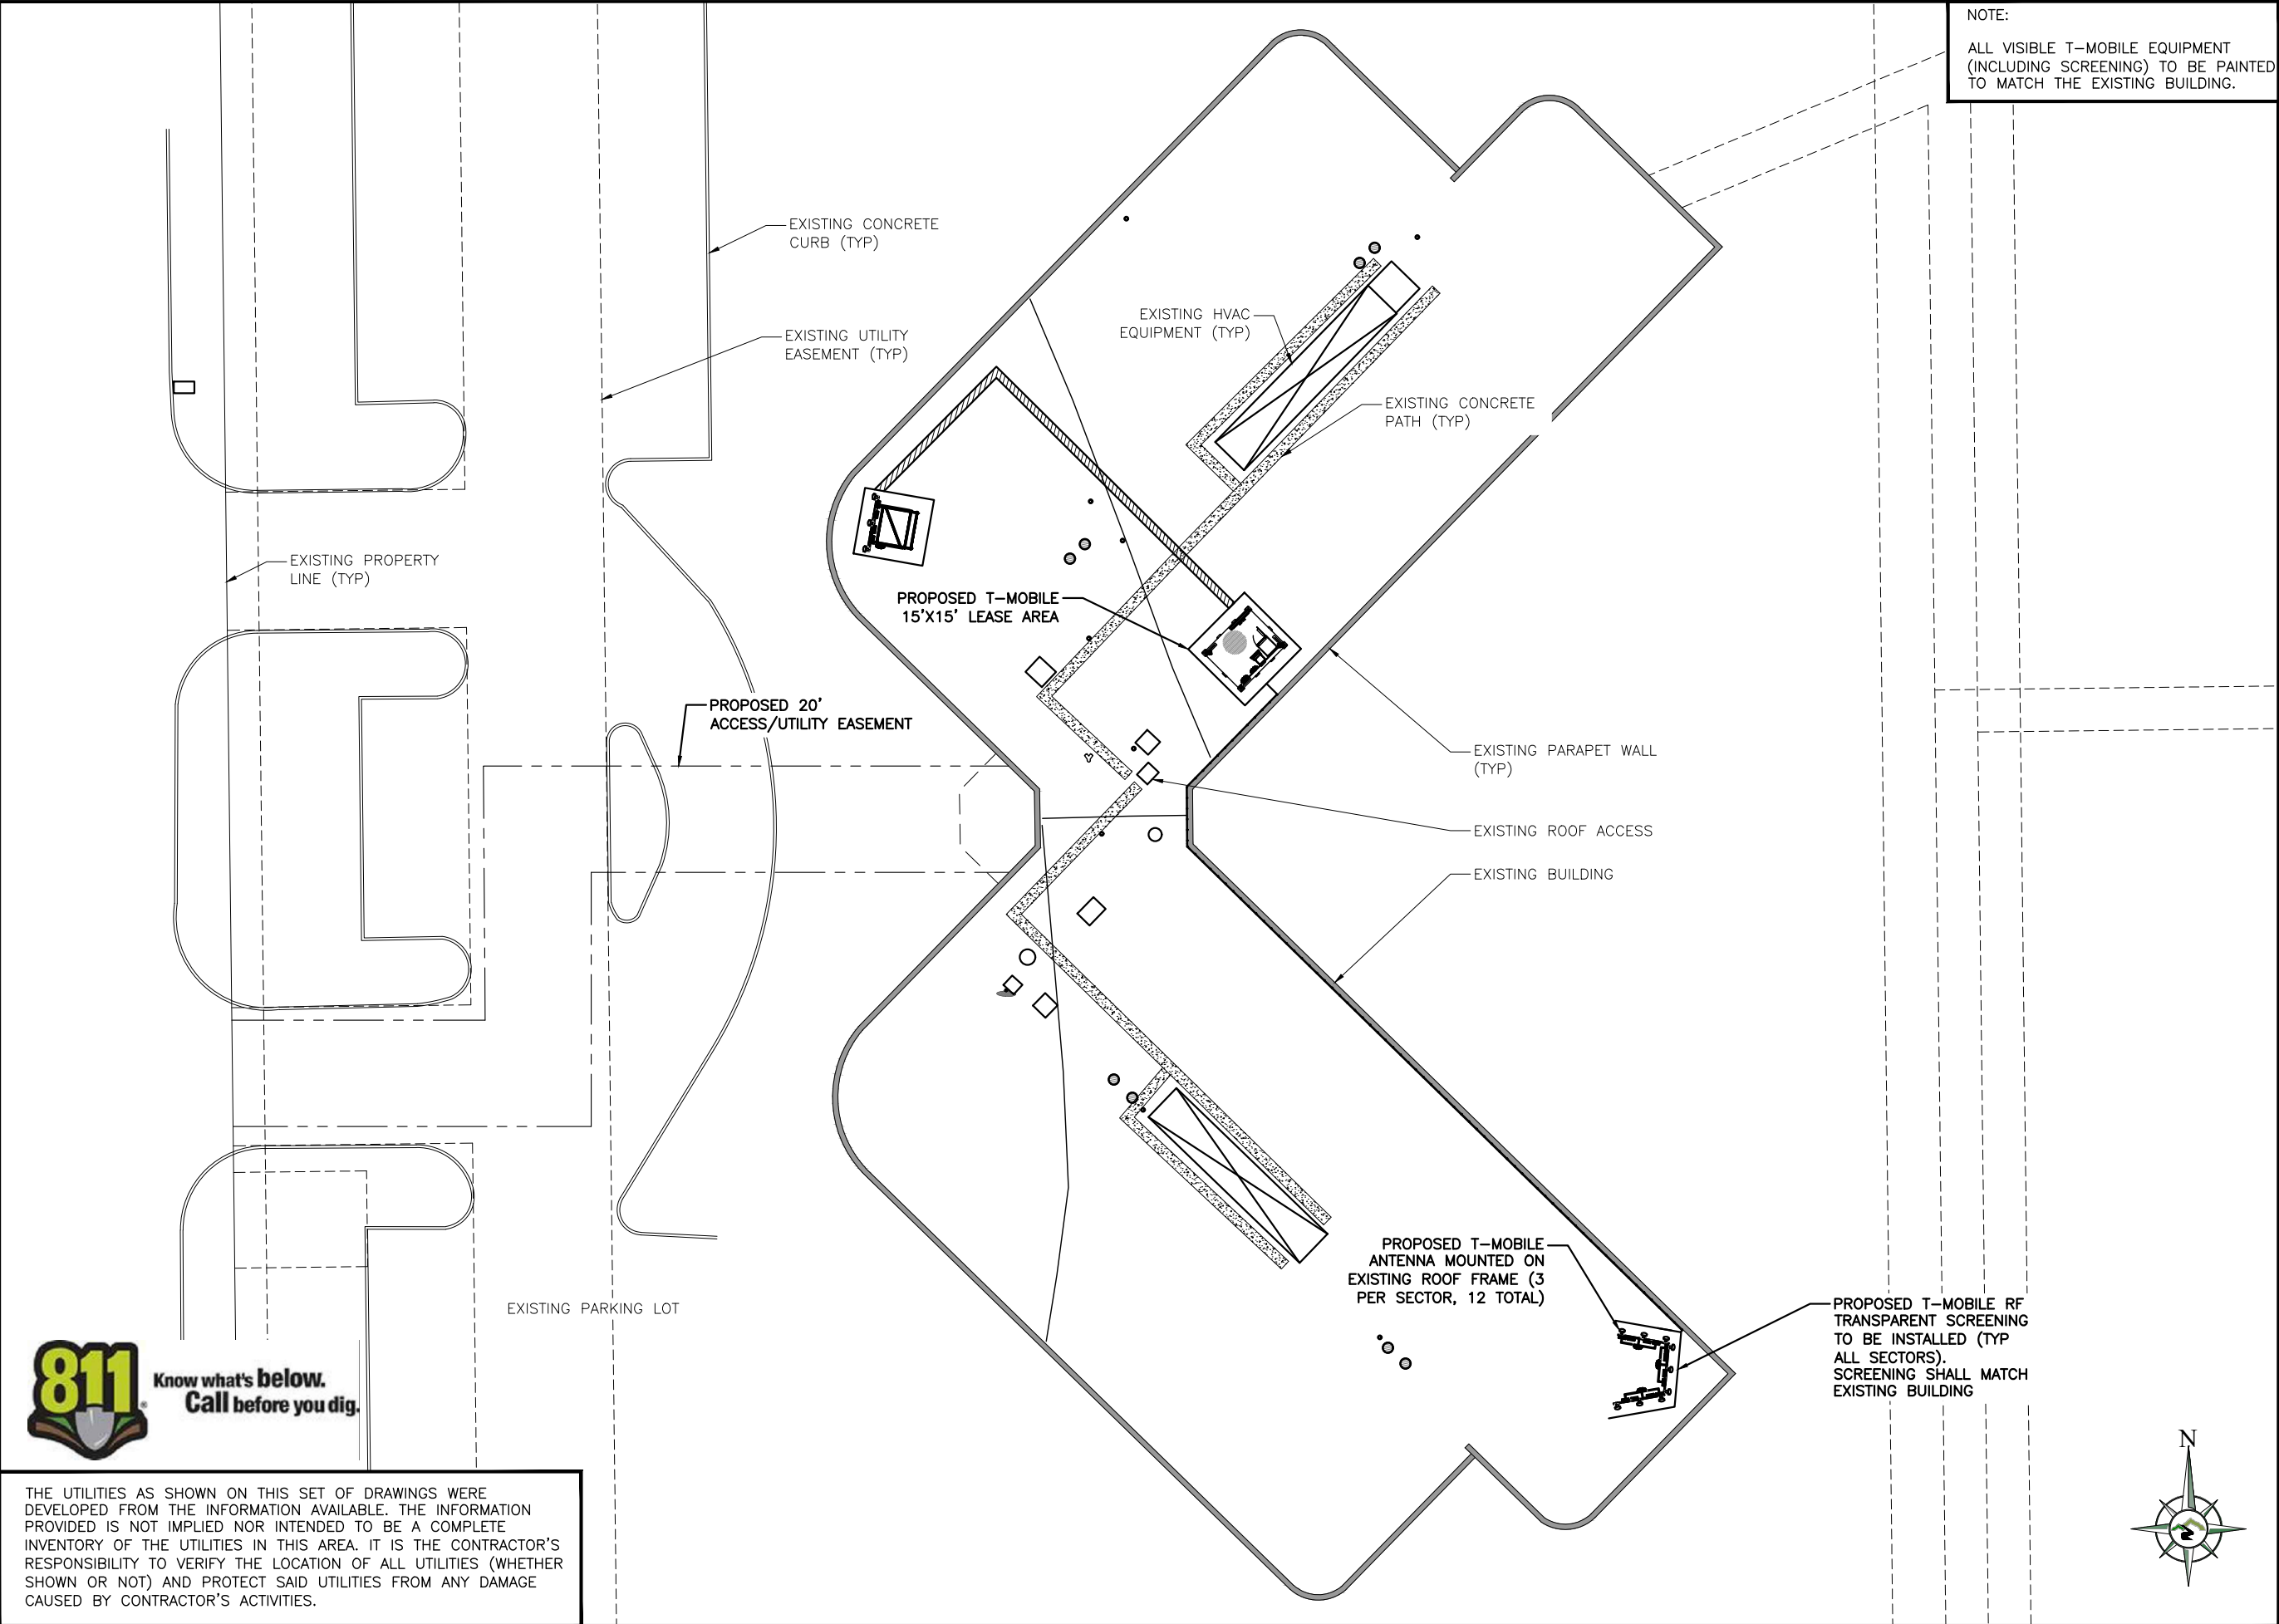 NOTE:
ALL VISIBLE T-MOBILE EQUIPMENT
(INCLUDING SCREENING) TO BE PAINTED
TO MATCH THE EXISTING BUILDING.
EXISTING CONCRETE
CURB (TYP)
EXISTING UTILITY
EASEMENT (TYP)
EXISTING HVAC
EQUIPMENT (TYP)
EXISTING CONCRETE
PATH (TYP)
EXISTING PROPERTY
LINE (TYP)
PROPOSED T-MOBILE
15'X15' LEASE AREA
PROPOSED 20'
ACCESS/UTILITY EASEMENT
EXISTING PARAPET WALL
(TYP)
EXISTING ROOF ACCESS
EXISTING BUILDING
PROPOSED T-MOBILE
ANTENNA MOUNTED ON
EXISTING ROOF FRAME (3
PER SECTOR, 12 TOTAL)
PROPOSED T-MOBILE RF
TRANSPARENT SCREENING
TO BE INSTALLED (TYP
ALL SECTORS).
SCREENING SHALL MATCH
EXISTING BUILDING
EXISTING PARKING LOT
811®
Know what's below.
Call before you dig.
THE UTILITIES AS SHOWN ON THIS SET OF DRAWINGS WERE
DEVELOPED FROM THE INFORMATION AVAILABLE. THE INFORMATION
PROVIDED IS NOT IMPLIED NOR INTENDED TO BE A COMPLETE
INVENTORY OF THE UTILITIES IN THIS AREA. IT IS THE CONTRACTOR'S
RESPONSIBILITY TO VERIFY THE LOCATION OF ALL UTILITIES (WHETHER
SHOWN OR NOT) AND PROTECT SAID UTILITIES FROM ANY DAMAGE
CAUSED BY CONTRACTOR'S ACTIVITIES.
N